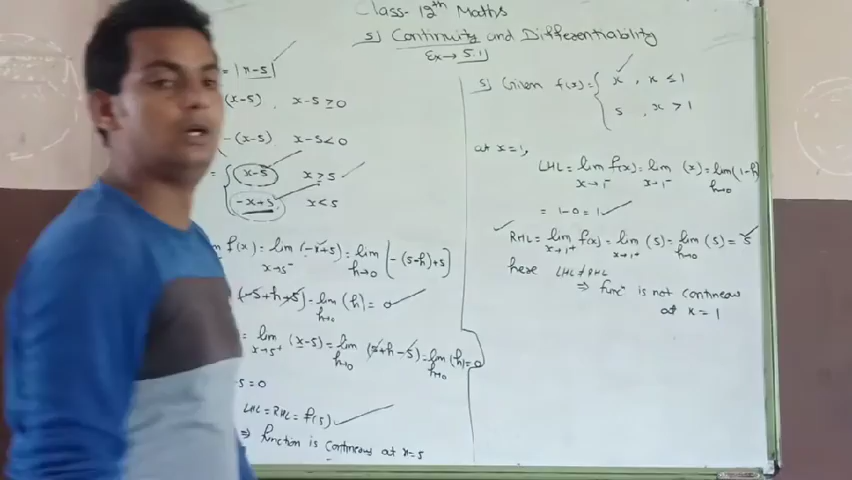 Class- 12th Maths
5) Continuity and Differentiability
Ex→ 5.1
= |x-5|
(x-5) , x-5≥0
-(x-5) x-5<0
= { x-5 x≥5
-x+5, x<5
f(x) = lim (-x+5) = lim [-(5-h)+5]
x→5⁻ h→0
(-5+h+5) = lim (h) = 0
h→0
= lim (x-5) = lim (5+h-5) = lim (h) = 0
x→5⁺ h→0 h→0
-5=0
LHL = RHL = f(5)
⇒ function is continuous at x=5
5) Given f(x) = { x , x ≤ 1
5 , x > 1
at x=1,
LHL = lim f(x) = lim (x) = lim (1-h)
x→1⁻ x→1⁻ h→0
= 1-0 = 1
RHL = lim f(x) = lim (5) = lim (5) = 5
x→1⁺ x→1⁺ h→0
here LHL ≠ RHL
⇒ funcⁿ is not continuous
at x = 1